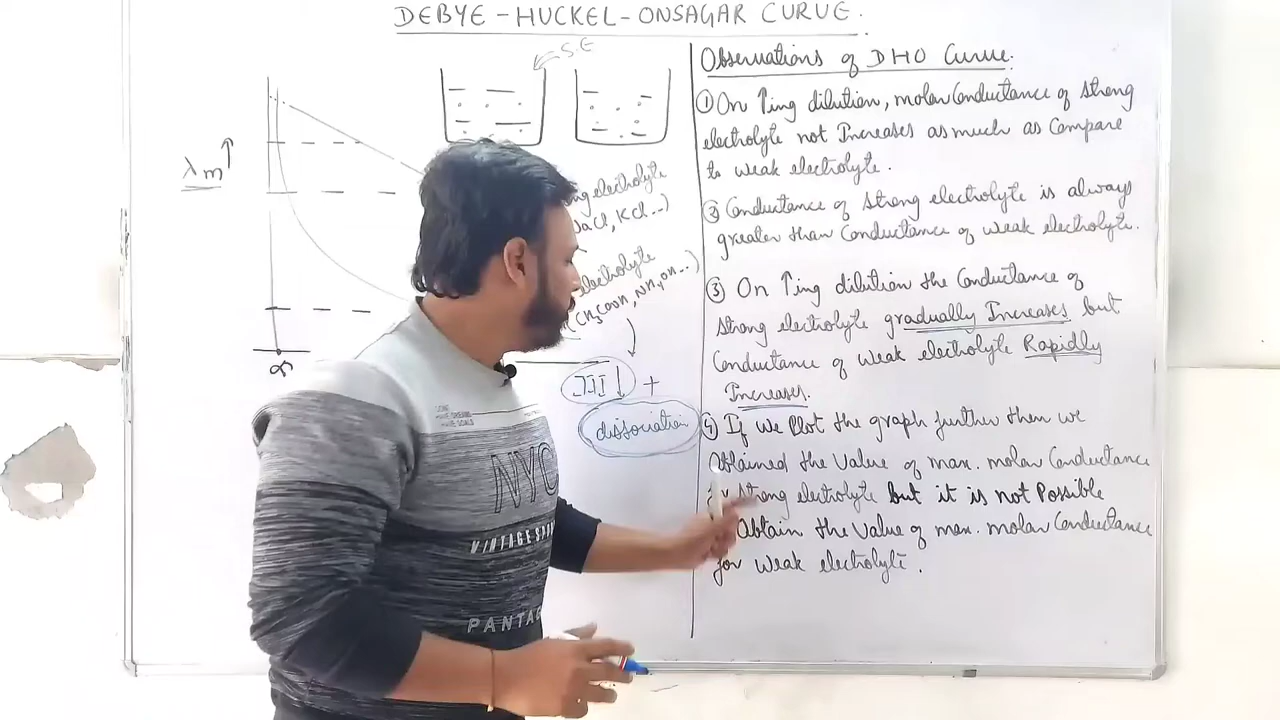 DEBYE - HUCKEL - ONSAGAR CURVE.
S.E
λm↑
electrolyte
NaCl, KCl...)
electrolyte
(CH3COOH, NH4OH...)
III↓ +
dissociation
Observations of DHO Curve:
① On ↑ing dilution, molar Conductance of strong
electrolyte not Increases as much as Compare
to weak electrolyte.
② Conductance of strong electrolyte is always
greater than Conductance of weak electrolyte.
③ On ↑ing dilution the Conductance of
strong electrolyte gradually Increases but
Conductance of weak electrolyte Rapidly
Increases.
④ If we Plot the graph further then we
Obtained the Value of max. molar Conductance
strong electrolyte but it is not Possible
Obtain the Value of max. molar Conductance
for weak electrolyte.
NYC
VINTAGE
PANTA